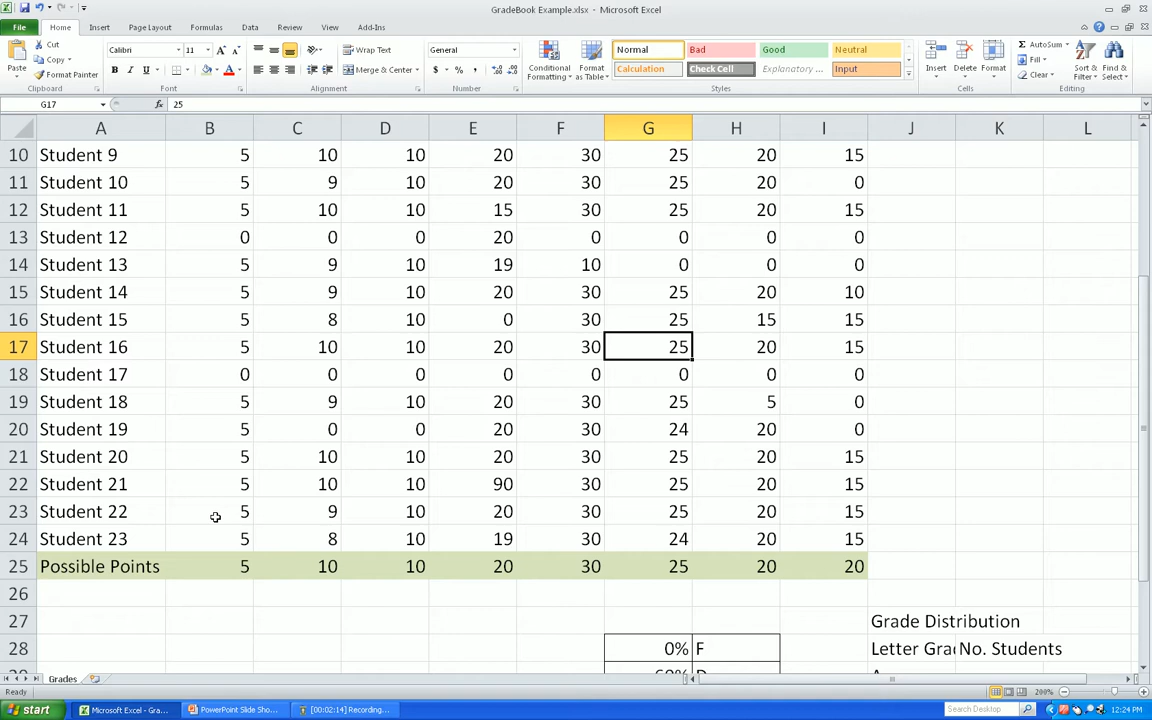 GradeBook Example.xlsx - Microsoft Excel
File Home Insert Page Layout Formulas Data Review View Add-Ins
Paste Cut Copy Format Painter Calibri 11 B I U A A Wrap Text Merge & Center General $ % , Conditional Formatting Format as Table Normal Bad Good Neutral Calculation Check Cell Explanatory ... Input Insert Delete Format Σ AutoSum Fill Clear Sort & Filter Find & Select
Clipboard Font Alignment Number Styles Cells Editing
G17 fx 25
A B C D E F G H I J K L
10 Student 9 5 10 10 20 30 25 20 15
11 Student 10 5 9 10 20 30 25 20 0
12 Student 11 5 10 10 15 30 25 20 15
13 Student 12 0 0 0 20 0 0 0 0
14 Student 13 5 9 10 19 10 0 0 0
15 Student 14 5 9 10 20 30 25 20 10
16 Student 15 5 8 10 0 30 25 15 15
17 Student 16 5 10 10 20 30 25 20 15
18 Student 17 0 0 0 0 0 0 0 0
19 Student 18 5 9 10 20 30 25 5 0
20 Student 19 5 0 0 20 30 24 20 0
21 Student 20 5 10 10 20 30 25 20 15
22 Student 21 5 10 10 90 30 25 20 15
23 Student 22 5 9 10 20 30 25 20 15
24 Student 23 5 8 10 19 30 24 20 15
25 Possible Points 5 10 10 20 30 25 20 20
26
27 Grade Distribution
28 0% F Letter Gra No. Students
Grades
Ready 200%
start Microsoft Excel - Gra... PowerPoint Slide Sho... [00:02:14] Recording... Search Desktop 12:24 PM